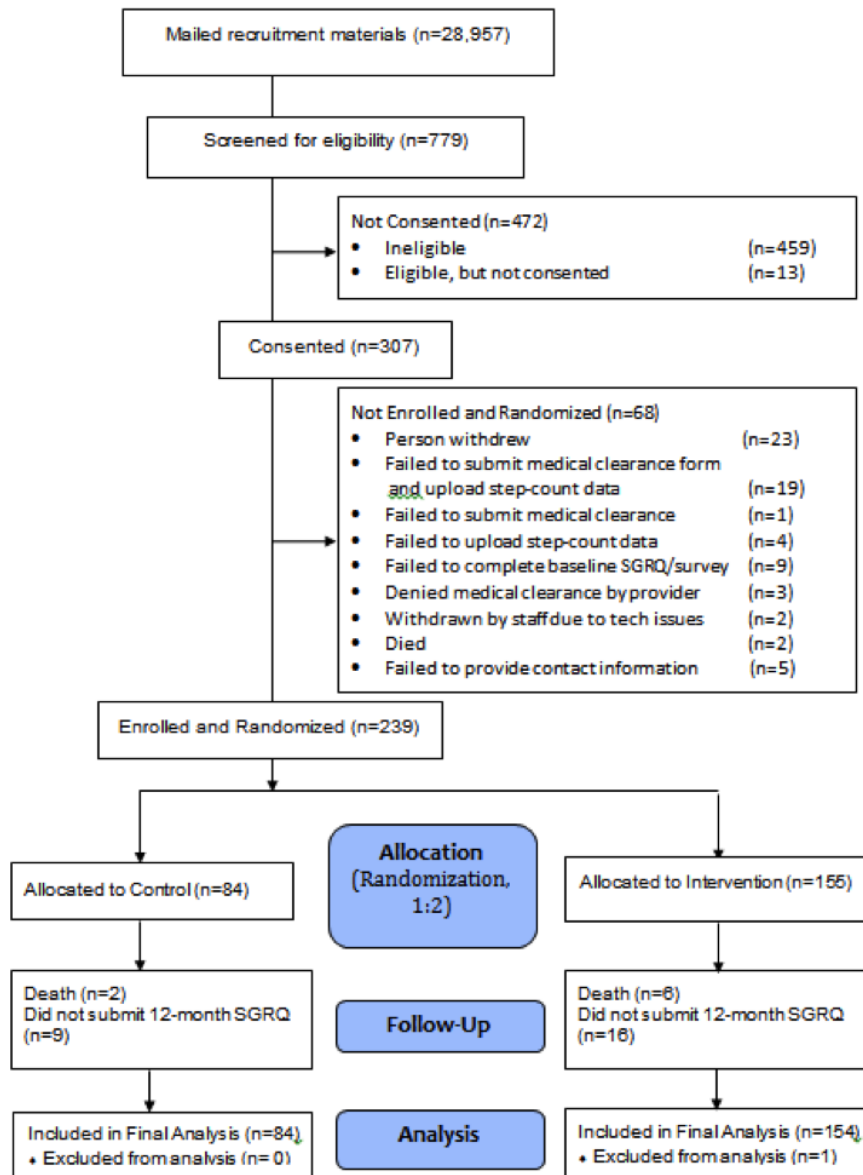 Mailed recruitment materials (n=28,957)
Screened for eligibility (n=779)
Not Consented (n=472)
• Ineligible (n=459)
• Eligible, but not consented (n=13)
Consented (n=307)
Not Enrolled and Randomized (n=68)
• Person withdrew (n=23)
• Failed to submit medical clearance form
and upload step-count data (n=19)
• Failed to submit medical clearance (n=1)
• Failed to upload step-count data (n=4)
• Failed to complete baseline SGRQ/survey (n=9)
• Denied medical clearance by provider (n=3)
• Withdrawn by staff due to tech issues (n=2)
• Died (n=2)
• Failed to provide contact information (n=5)
Enrolled and Randomized (n=239)
Allocation
(Randomization,
1:2)
Allocated to Control (n=84)
Allocated to Intervention (n=155)
Death (n=2)
Did not submit 12-month SGRQ
(n=9)
Follow-Up
Death (n=6)
Did not submit 12-month SGRQ
(n=16)
Included in Final Analysis (n=84)
♦ Excluded from analysis (n= 0)
Analysis
Included in Final Analysis (n=154)
♦ Excluded from analysis (n=1)